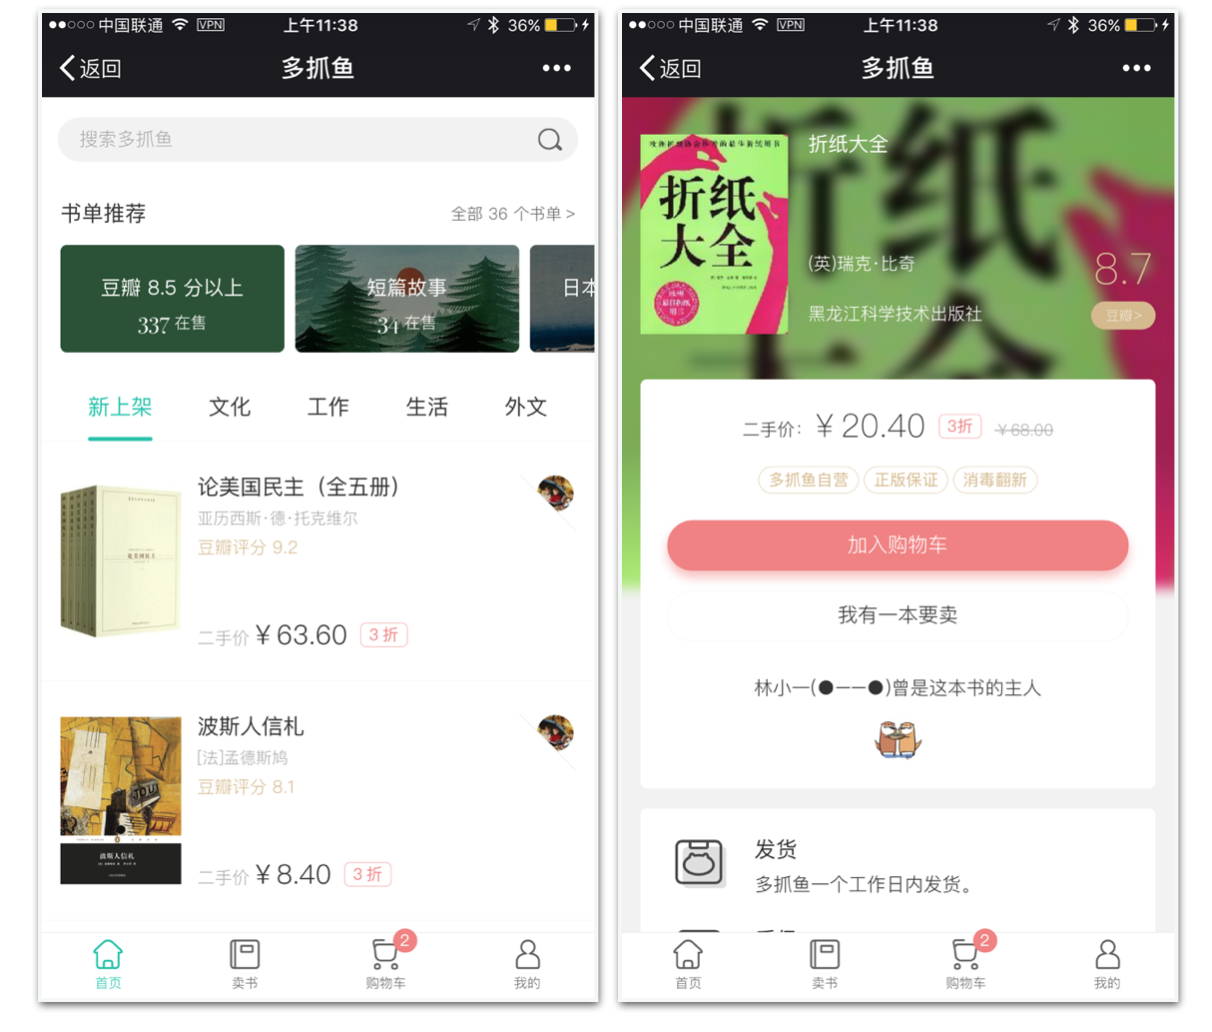 中国联通 VPN 上午11:38 36%
返回 多抓鱼
搜索多抓鱼
书单推荐 全部 36 个书单 >
豆瓣 8.5 分以上
337 在售
短篇故事
34 在售
日本
新上架 文化 工作 生活 外文
论美国民主（全五册）
亚历西斯·德·托克维尔
豆瓣评分 9.2
二手价 ¥ 63.60 3 折
论美国民主
波斯人信札
[法]孟德斯鸠
豆瓣评分 8.1
二手价 ¥ 8.40 3 折
波斯人信札
首页 卖书 购物车 2 我的
中国联通 VPN 上午11:38 36%
返回 多抓鱼
折纸大全
折纸
大全
折纸大全
(英)瑞克·比奇
黑龙江科学技术出版社
8.7
豆瓣 >
二手价: ¥ 20.40 3折 ¥ 68.00
多抓鱼自营 正版保证 消毒翻新
加入购物车
我有一本要卖
林小一(●——●)曾是这本书的主人
发货
多抓鱼一个工作日内发货。
首页 卖书 购物车 2 我的